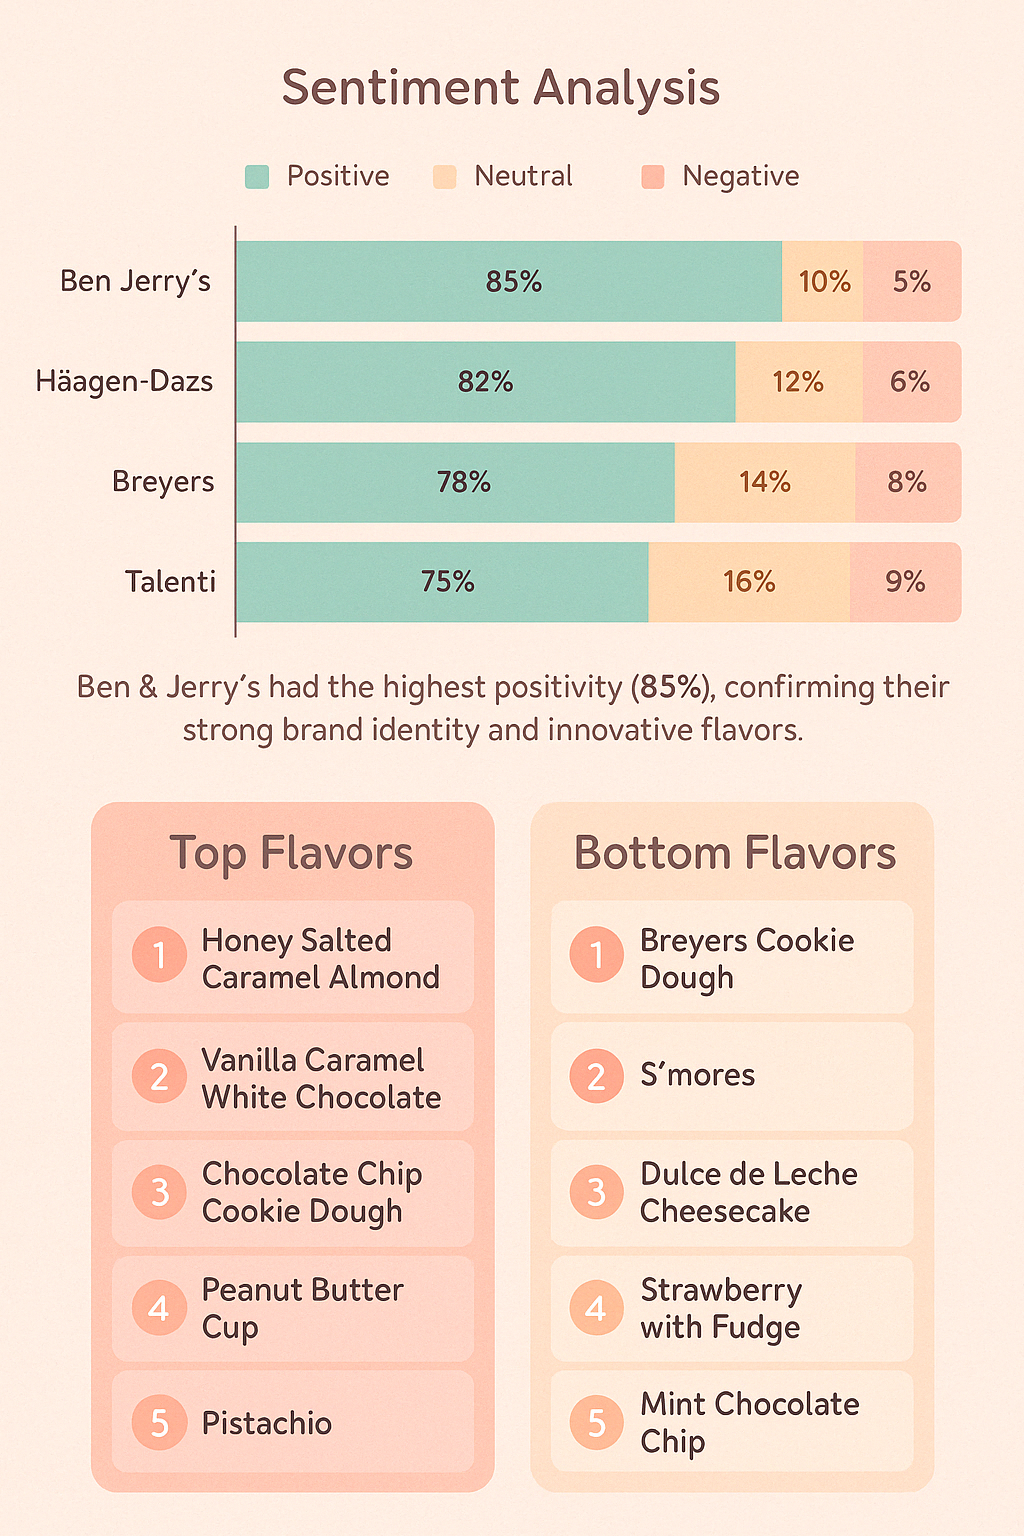 Sentiment Analysis
Positive Neutral Negative
Ben Jerry’s 85% 10% 5%
Häagen-Dazs 82% 12% 6%
Breyers 78% 14% 8%
Talenti 75% 16% 9%
Ben & Jerry’s had the highest positivity (85%), confirming their
strong brand identity and innovative flavors.
Top Flavors
1 Honey Salted
Caramel Almond
2 Vanilla Caramel
White Chocolate
3 Chocolate Chip
Cookie Dough
4 Peanut Butter
Cup
5 Pistachio
Bottom Flavors
1 Breyers Cookie
Dough
2 S’mores
3 Dulce de Leche
Cheesecake
4 Strawberry
with Fudge
5 Mint Chocolate
Chip